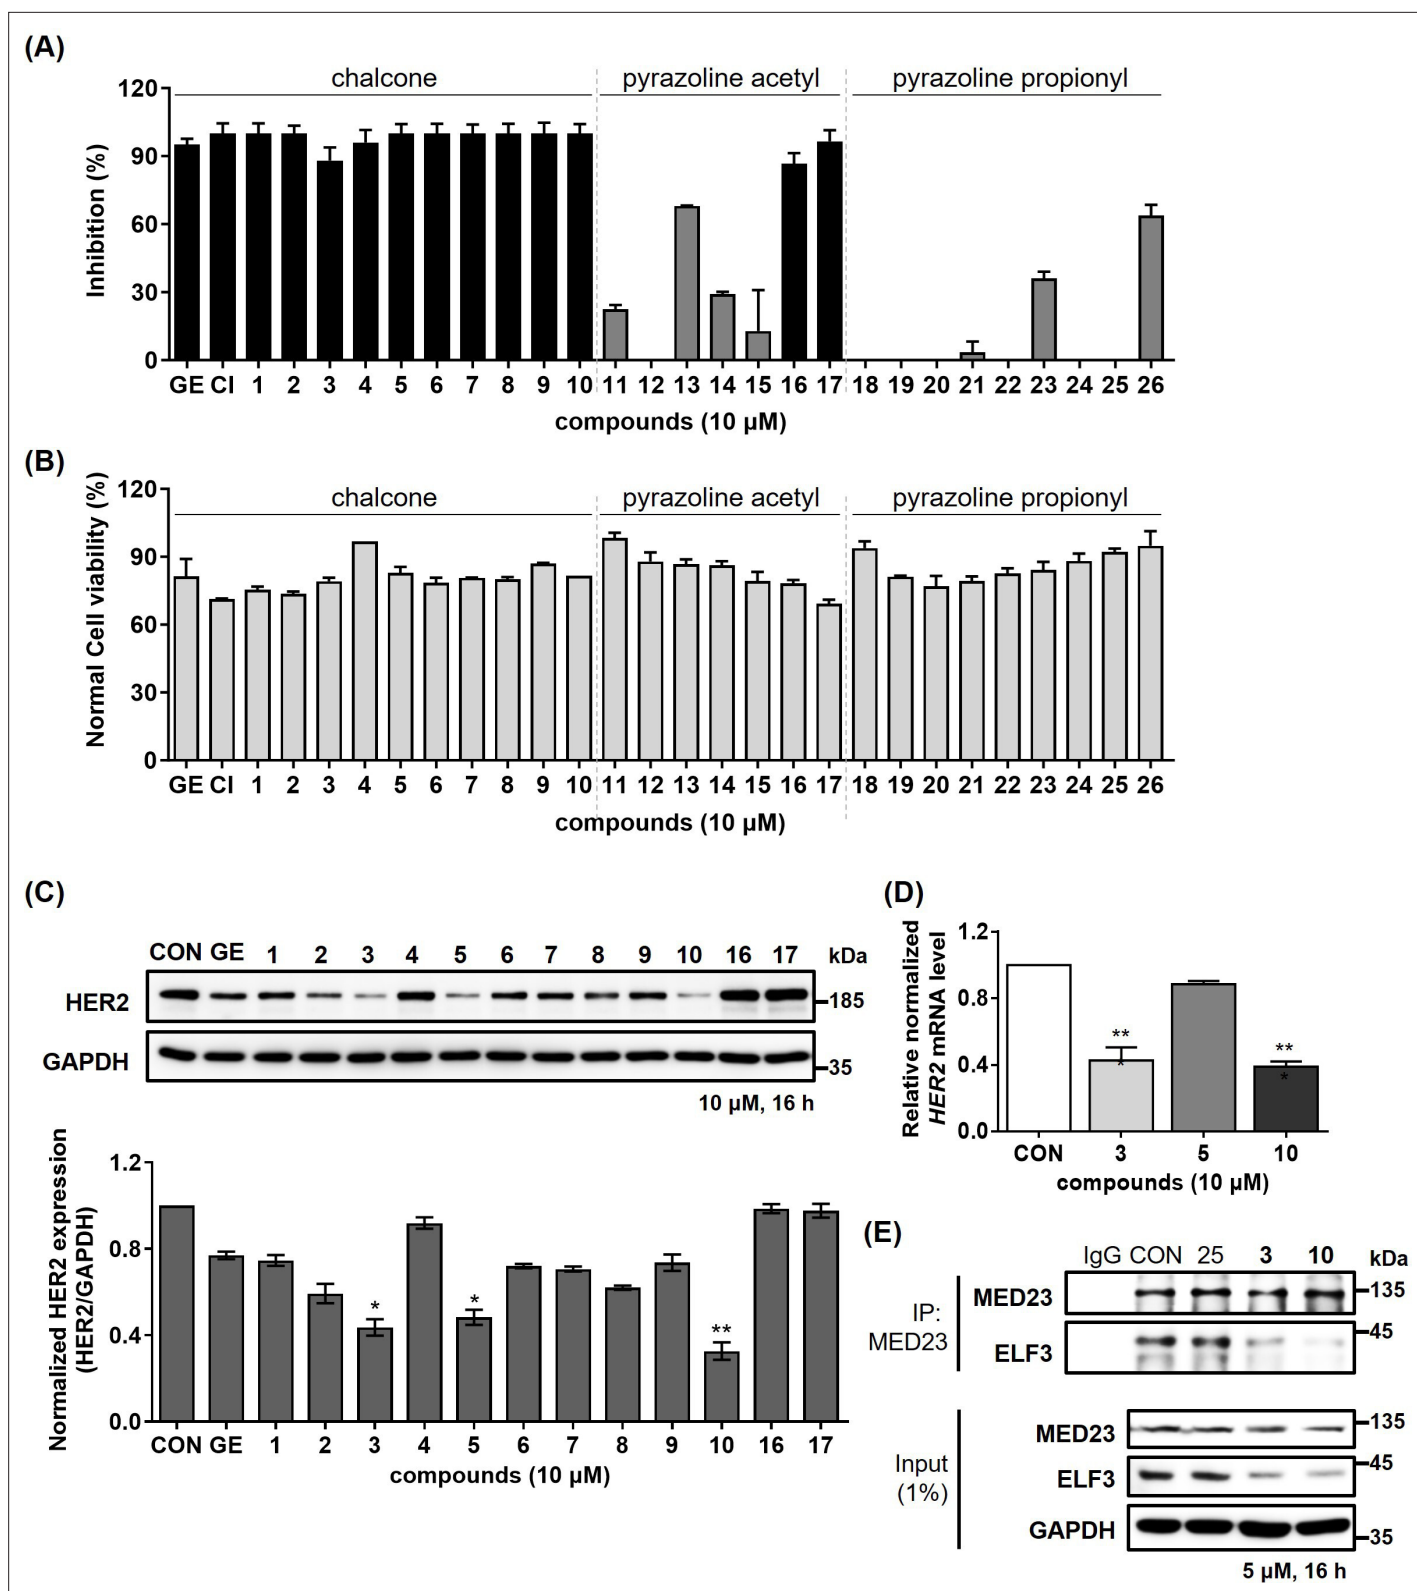 (A)
chalcone pyrazoline acetyl pyrazoline propionyl
Inhibition (%)
120
90
60
30
0
GE CI 1 2 3 4 5 6 7 8 9 10 11 12 13 14 15 16 17 18 19 20 21 22 23 24 25 26
compounds (10 µM)
(B)
chalcone pyrazoline acetyl pyrazoline propionyl
Normal Cell viability (%)
120
90
60
30
0
GE CI 1 2 3 4 5 6 7 8 9 10 11 12 13 14 15 16 17 18 19 20 21 22 23 24 25 26
compounds (10 µM)
(C)
CON GE 1 2 3 4 5 6 7 8 9 10 16 17 kDa
HER2 185
GAPDH 35
10 µM, 16 h
Normalized HER2 expression
(HER2/GAPDH)
1.2
0.8
0.4
0.0
* * **
CON GE 1 2 3 4 5 6 7 8 9 10 16 17
compounds (10 µM)
(D)
Relative normalized
HER2 mRNA level
1.2
0.8
0.4
0.0
** **
* *
CON 3 5 10
compounds (10 µM)
(E)
IgG CON 25 3 10 kDa
IP:
MED23
MED23 135
ELF3 45
Input
(1%)
MED23 135
ELF3 45
GAPDH 35
5 µM, 16 h